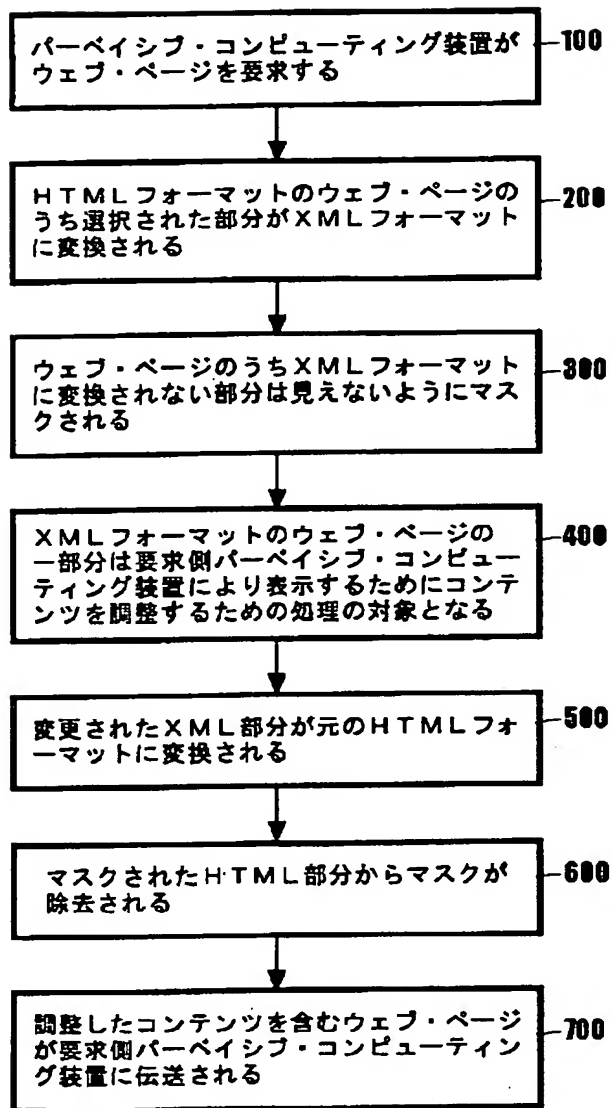 パーベイシブ・コンピューティング装置が
ウェブ・ページを要求する
100
HTMLフォーマットのウェブ・ページの
うち選択された部分がXMLフォーマット
に変換される
200
ウェブ・ページのうちXMLフォーマット
に変換されない部分は見えないようにマス
クされる
300
XMLフォーマットのウェブ・ページの
一部分は要求側パーベイシブ・コンピュー
ティング装置により表示するためにコンテ
ンツを調整するための処理の対象となる
400
変更されたXML部分が元のHTMLフォ
ーマットに変換される
500
マスクされたHTML部分からマスクが
除去される
600
調整したコンテンツを含むウェブ・ページ
が要求側パーベイシブ・コンピューティン
グ装置に伝送される
700